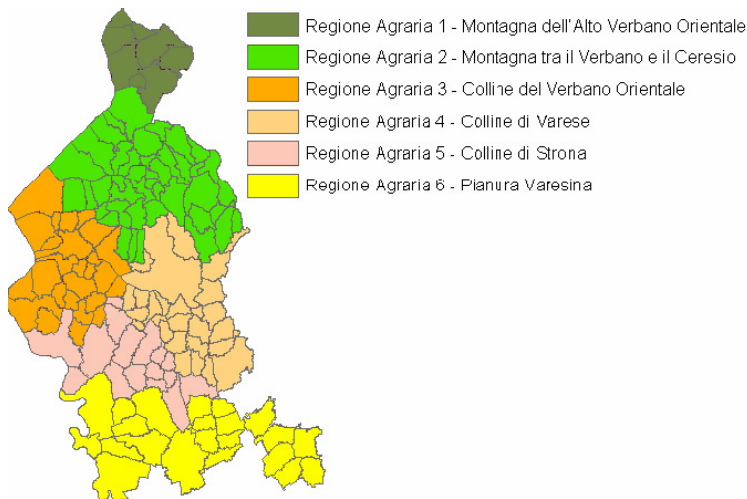 Regione Agraria 1 - Montagna dell'Alto Verbano Orientale
Regione Agraria 2 - Montagna tra il Verbano e il Ceresio
Regione Agraria 3 - Colline del Verbano Orientale
Regione Agraria 4 - Colline di Varese
Regione Agraria 5 - Colline di Strona
Regione Agraria 6 - Pianura Varesina